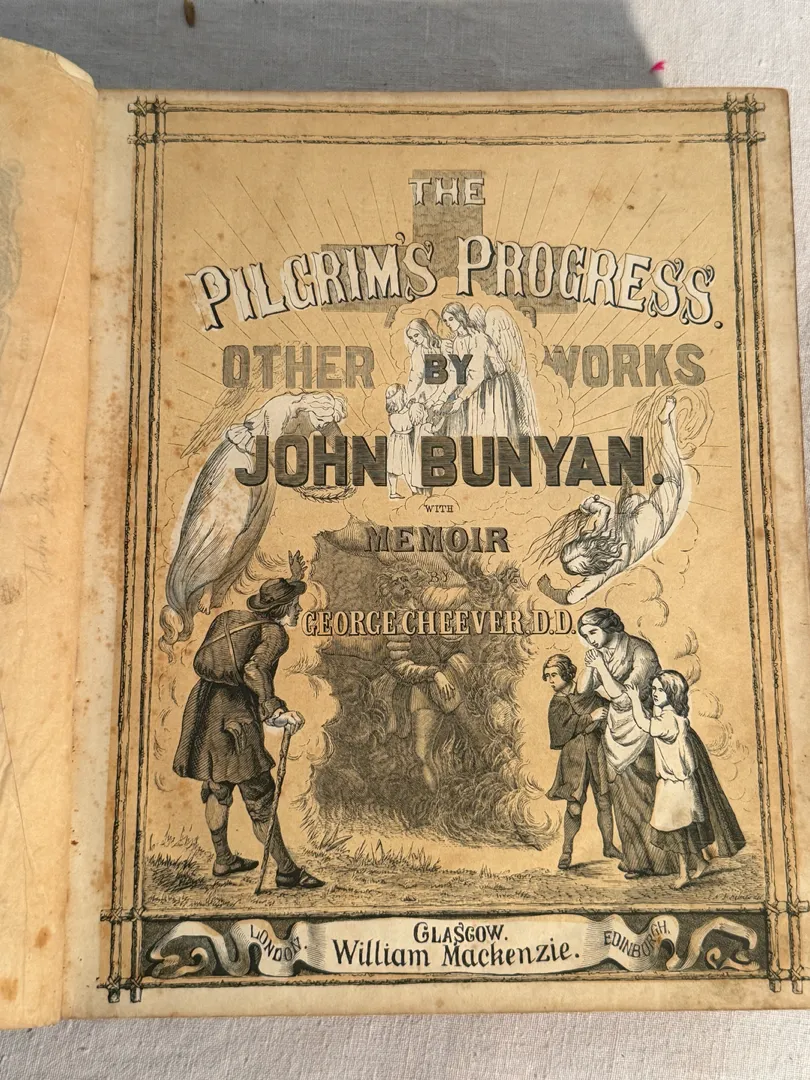 THE
PILGRIM'S PROGRESS.
OTHER BY WORKS
JOHN BUNYAN.
WITH
MEMOIR
BY
GEORGE CHEEVER, D.D.
LONDON.
GLASGOW.
EDINBURGH.
William Mackenzie.